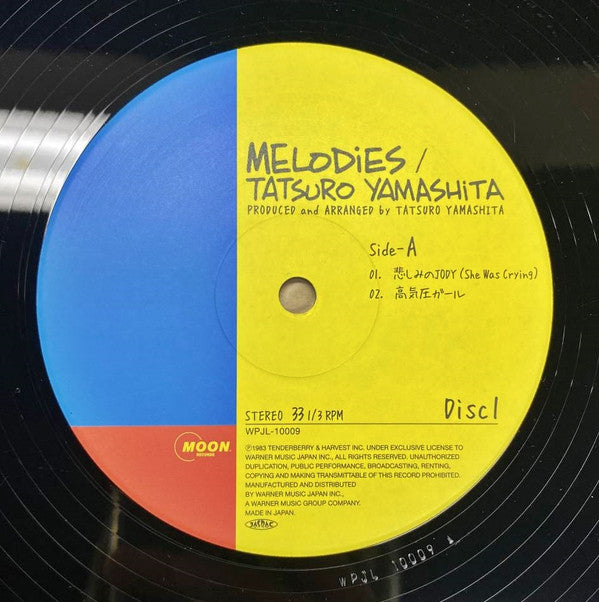 MELODiES /
TATSURO YAMASHiTA
PRODUCED and ARRANGED by TATSURO YAMASHITA
Side-A
01. 悲しみのJODY (She Was Crying)
02. 高気圧ガール
STEREO 33 1/3 RPM
Disc1
WPJL-10009
MOON
RECORDS
℗1983 TENDERBERRY & HARVEST INC. UNDER EXCLUSIVE LICENSE TO
WARNER MUSIC JAPAN INC., ALL RIGHTS RESERVED. UNAUTHORIZED
DUPLICATION, PUBLIC PERFORMANCE, BROADCASTING, RENTING,
COPYING AND MAKING TRANSMITTABLE OF THIS RECORD PROHIBITED.
MANUFACTURED AND DISTRIBUTED
BY WARNER MUSIC JAPAN INC.,
A WARNER MUSIC GROUP COMPANY.
MADE IN JAPAN.
JASRAC
WPJL 10009 A